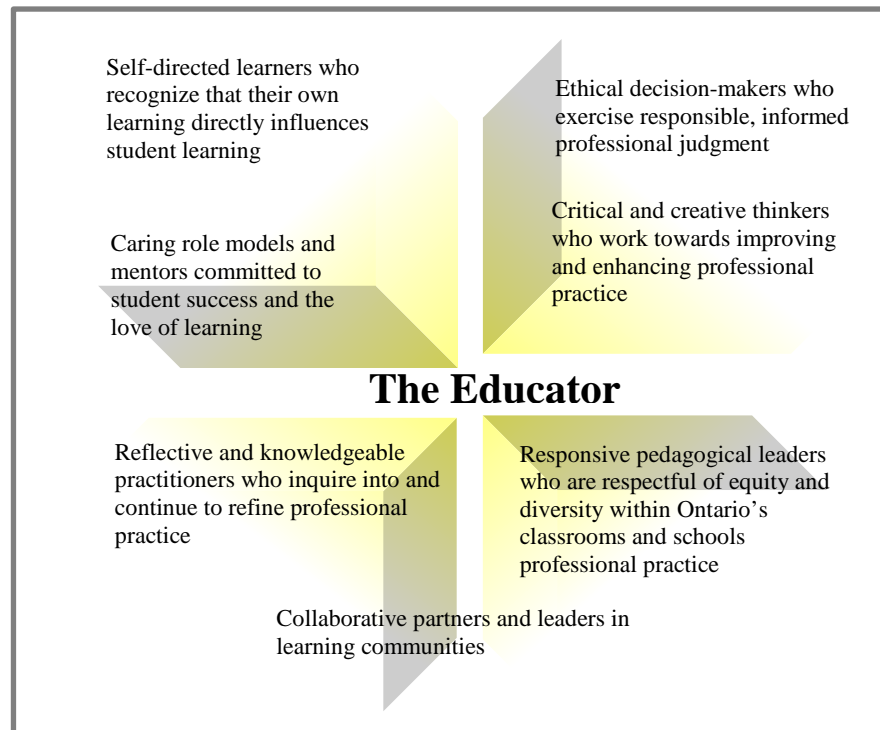 Self-directed learners who
recognize that their own
learning directly influences
student learning
Ethical decision-makers who
exercise responsible, informed
professional judgment
Caring role models and
mentors committed to
student success and the
love of learning
Critical and creative thinkers
who work towards improving
and enhancing professional
practice
The Educator
Reflective and knowledgeable
practitioners who inquire into and
continue to refine professional
practice
Responsive pedagogical leaders
who are respectful of equity and
diversity within Ontario’s
classrooms and schools
professional practice
Collaborative partners and leaders in
learning communities